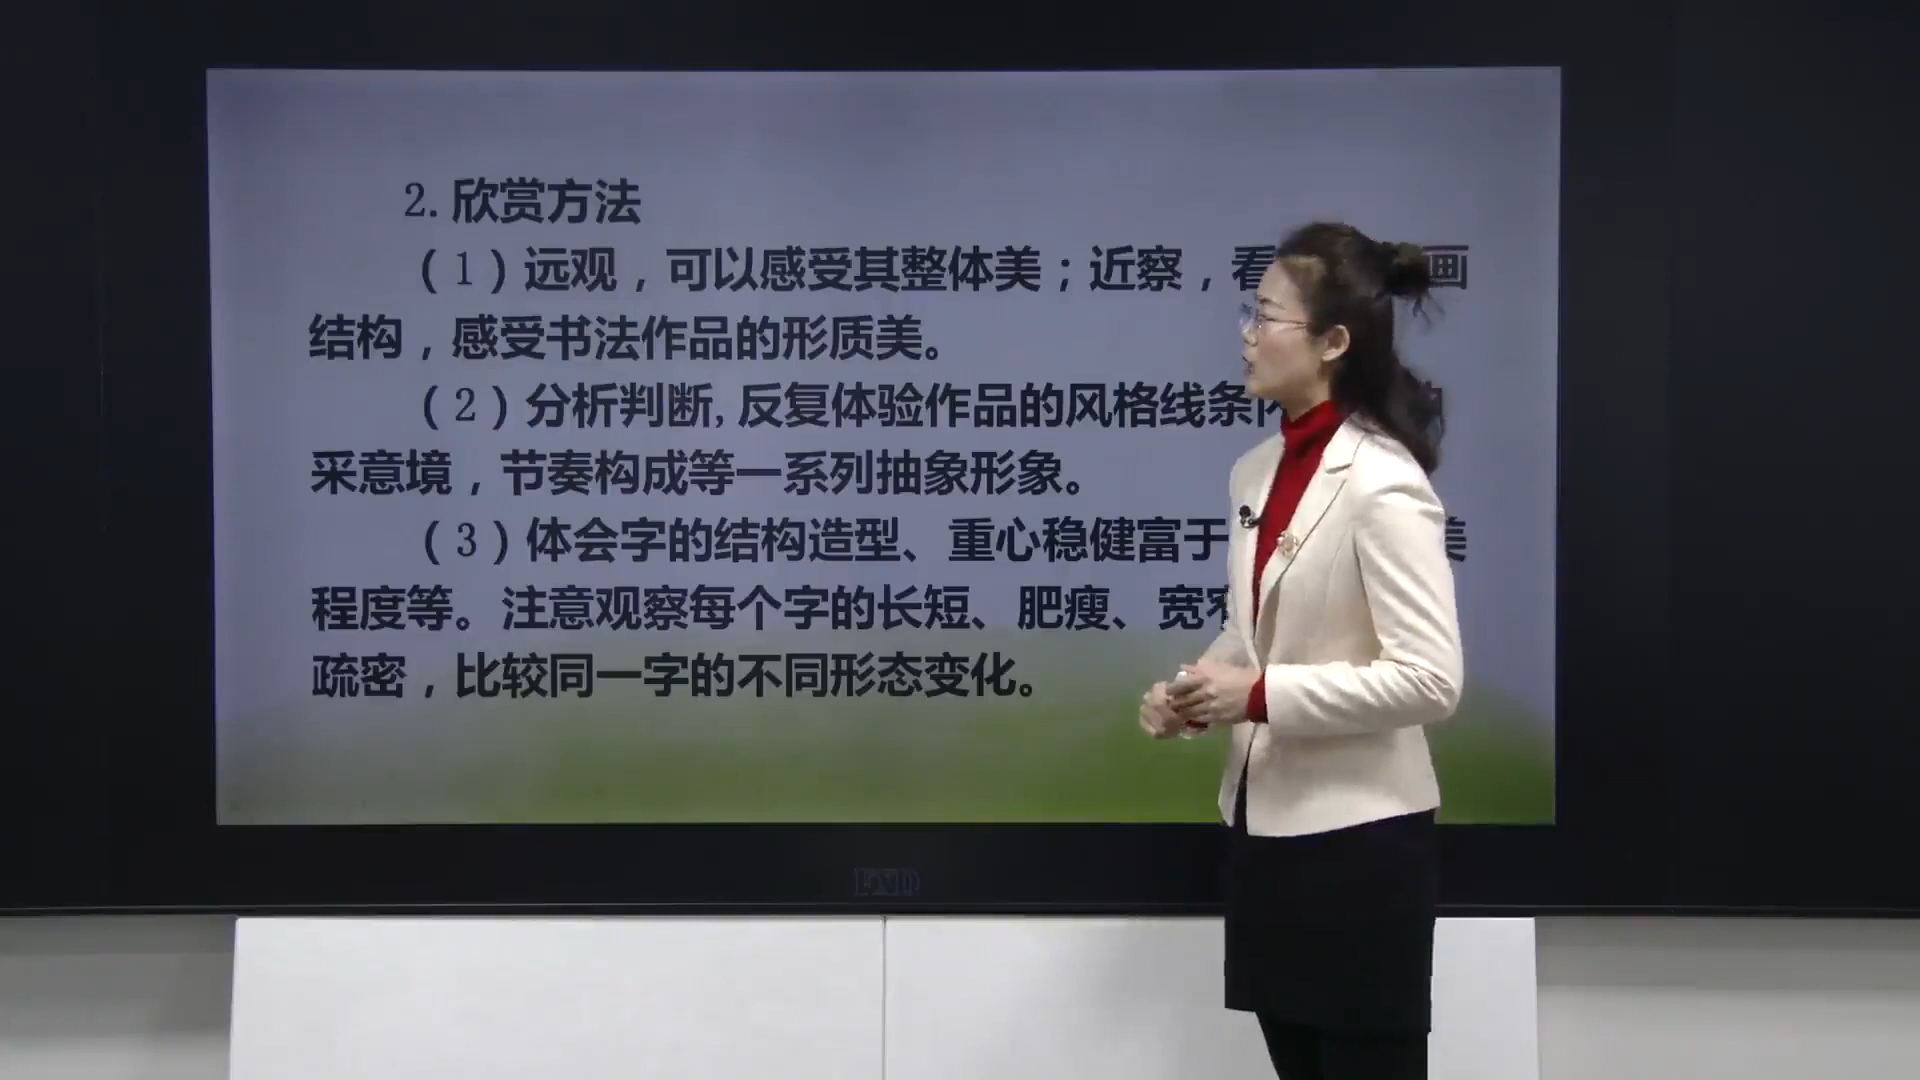 2.欣赏方法
（1）远观，可以感受其整体美；近察，看 画
结构，感受书法作品的形质美。
（2）分析判断,反复体验作品的风格线条
采意境，节奏构成等一系列抽象形象。
（3）体会字的结构造型、重心稳健富于 美
程度等。注意观察每个字的长短、肥瘦、宽窄
疏密，比较同一字的不同形态变化。